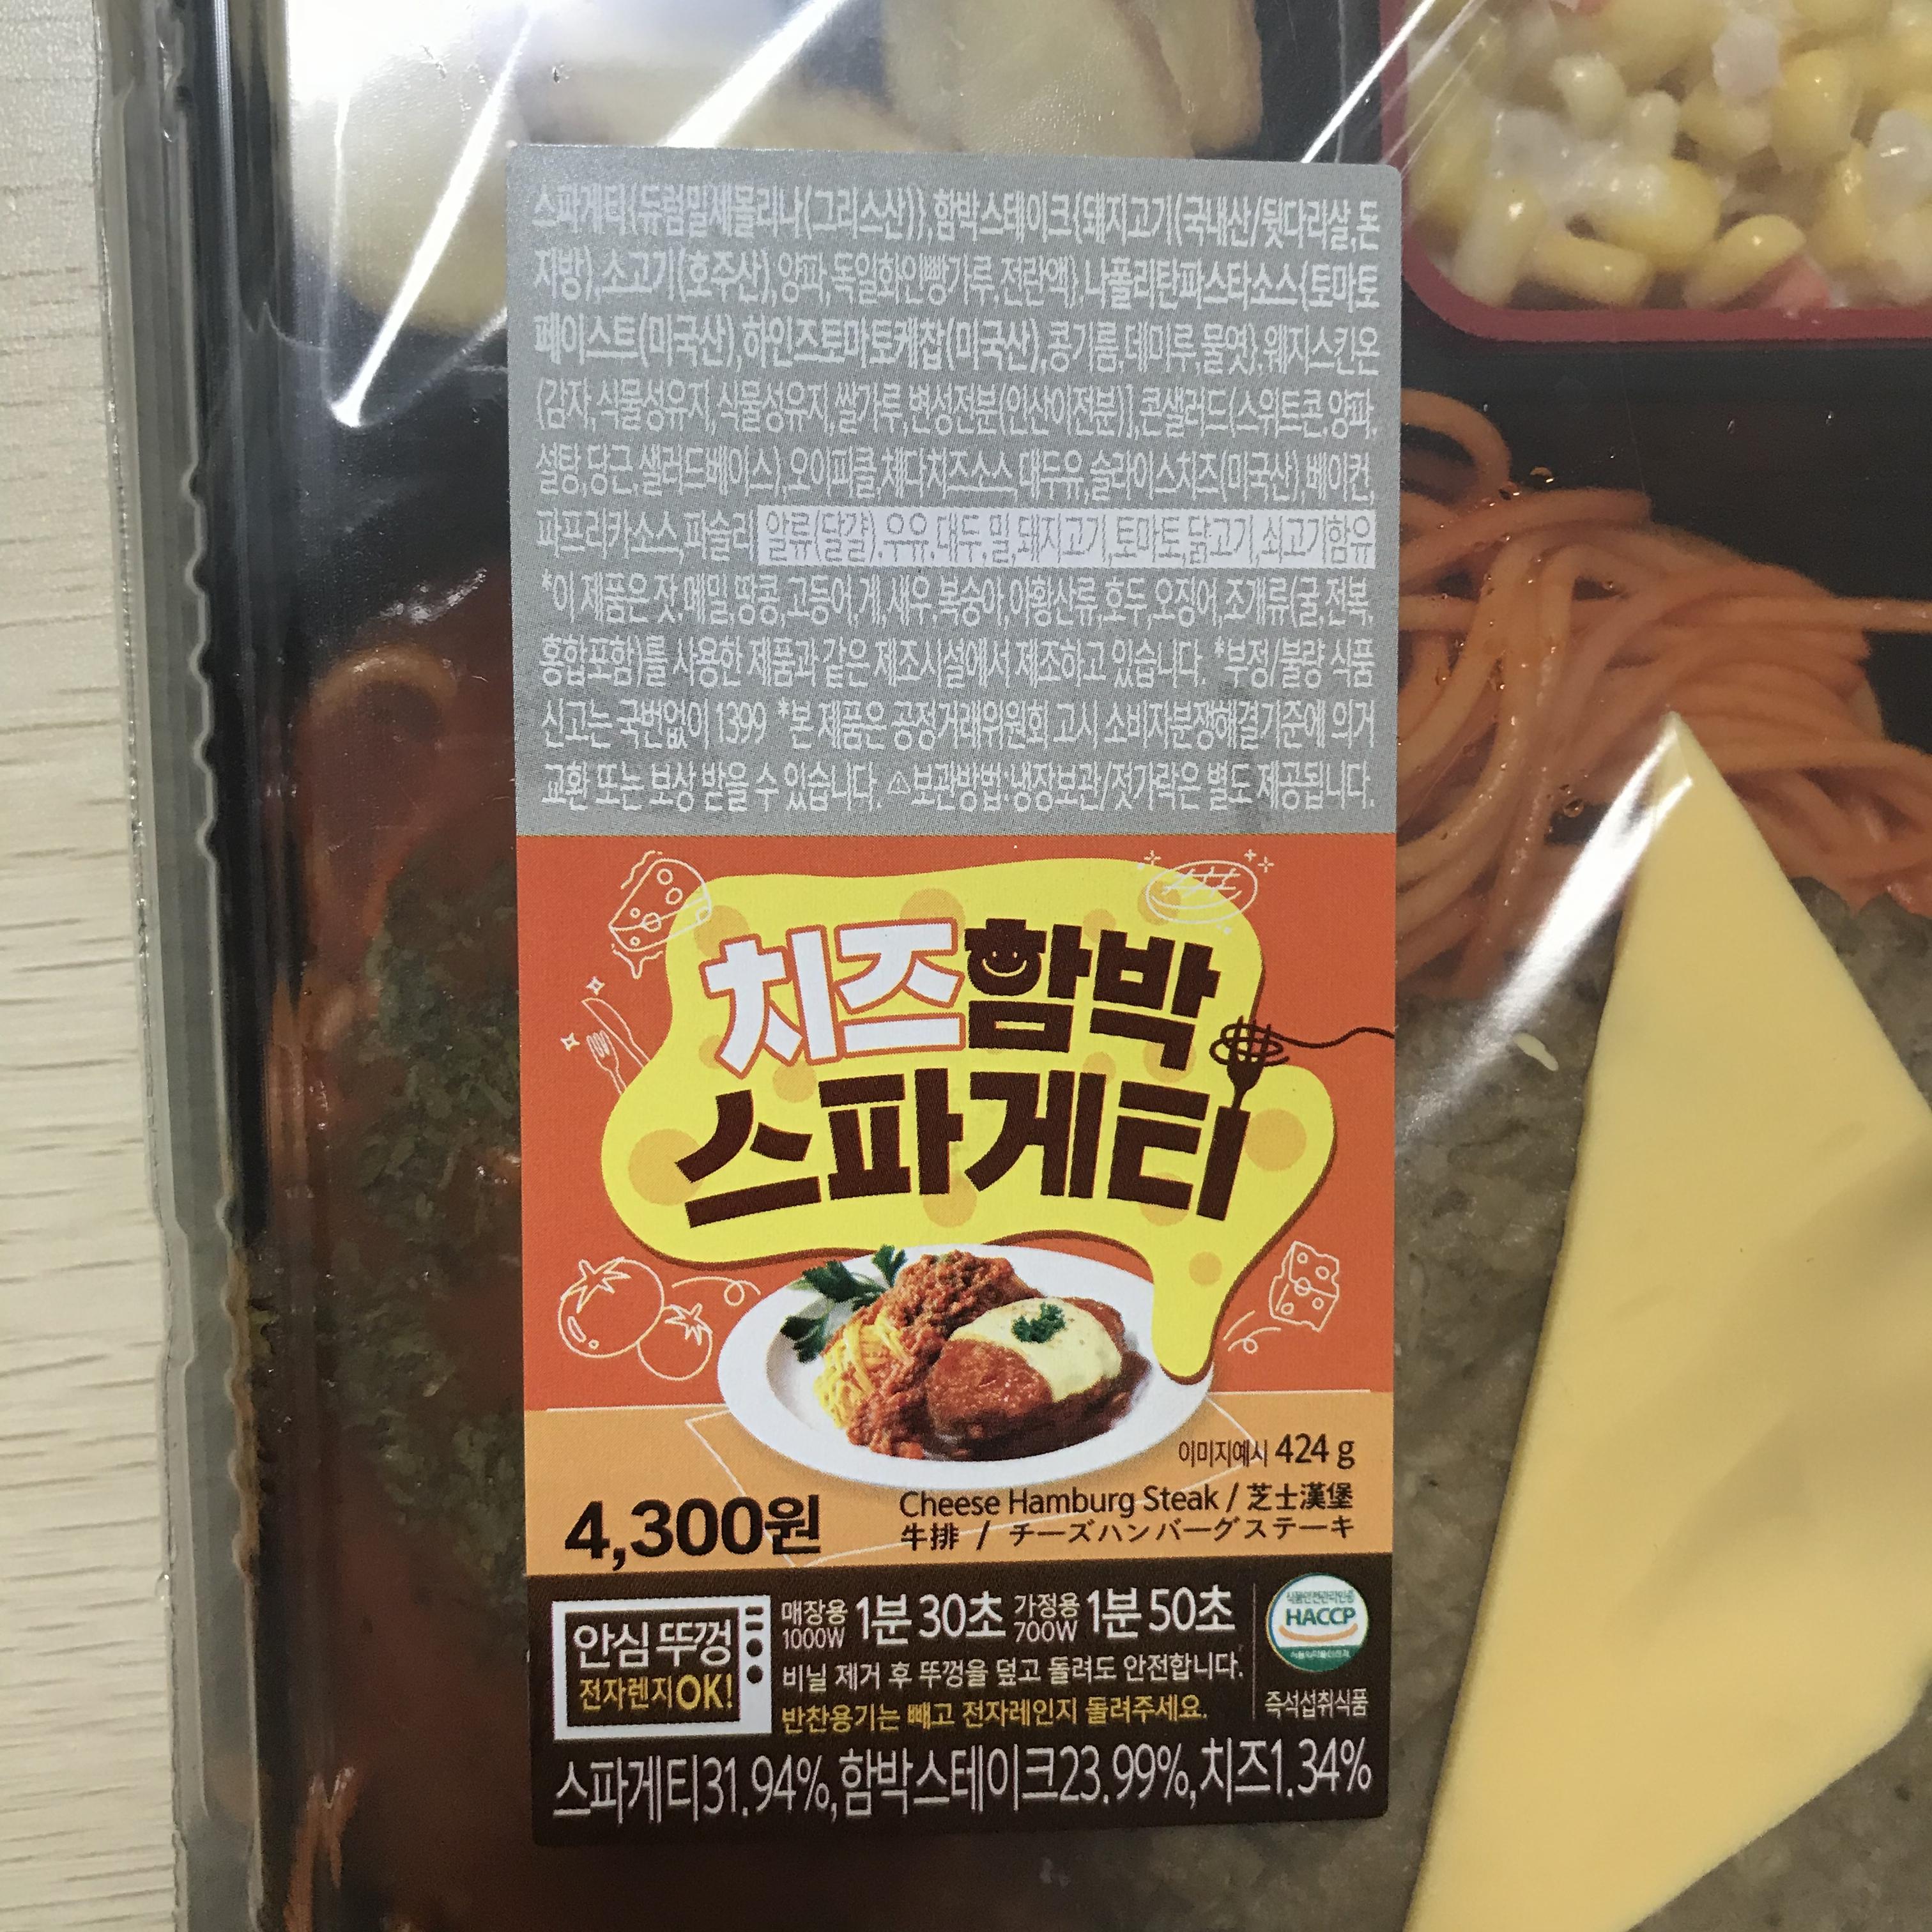 스파게티{듀럼밀세몰리나(그리스산)},함박스테이크{돼지고기(국내산/뒷다리살,돈
지방),소고기(호주산),양파,독일화인빵가루,전란액},나폴리탄파스타소스{토마토
페이스트(미국산),하인즈토마토케찹(미국산),콩기름,데미루,물엿},웨지스킨온
(감자,식물성유지,식물성유지,쌀가루,변성전분(인산이전분)],콘샐러드(스위트콘,양파,
설탕,당근,샐러드베이스),오이피클,체다치즈소스,대두유,슬라이스치즈(미국산),베이컨,
파프리카소스,파슬리 알류(달걀),우유,대두,밀,돼지고기,토마토,닭고기,쇠고기함유
*이 제품은 잣,메밀,땅콩,고등어,게,새우,복숭아,아황산류,호두,오징어,조개류(굴,전복,
홍합포함)를 사용한 제품과 같은 제조시설에서 제조하고 있습니다. *부정/불량 식품
신고는 국번없이 1399 *본 제품은 공정거래위원회 고시 소비자분쟁해결기준에 의거
교환 또는 보상 받을 수 있습니다. ⚠보관방법:냉장보관/젓가락은 별도 제공됩니다.
치즈함박
스파게티
이미지예시 424 g
4,300원
Cheese Hamburg Steak / 芝士漢堡
牛排 / チーズハンバーグステーキ
안심 뚜껑
전자렌지OK!
매장용 1000W 1분 30초 가정용 700W 1분 50초
비닐 제거 후 뚜껑을 덮고 돌려도 안전합니다.
반찬용기는 빼고 전자레인지 돌려주세요.
식품안전관리인증
HACCP
즉석섭취식품
스파게티31.94%,함박스테이크23.99%,치즈1.34%